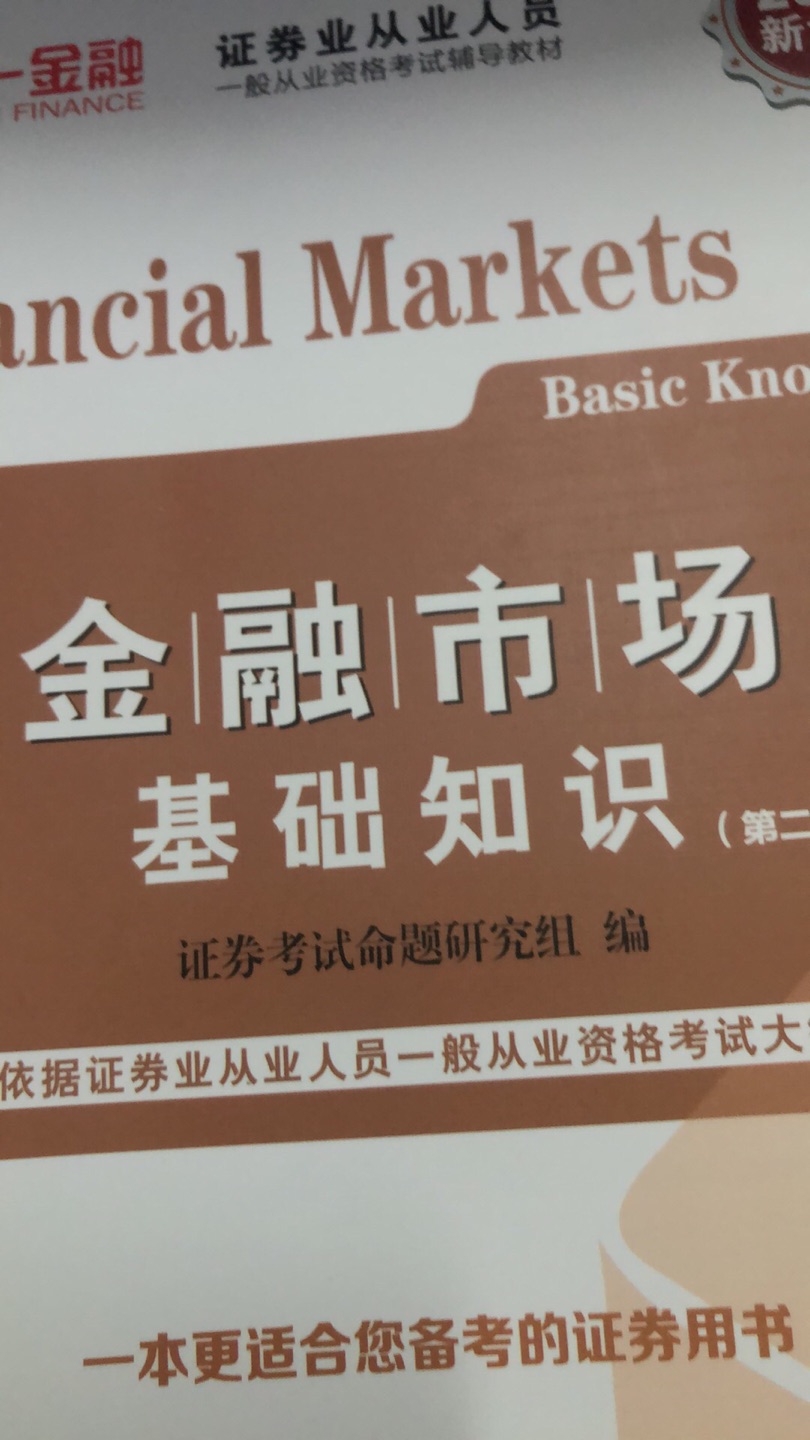 一金融
FINANCE
证券业从业人员
一般从业资格考试辅导教材
新
ancial Markets
Basic Kno
金融市场
基础知识
(第二
证券考试命题研究组 编
依据证券业从业人员一般从业资格考试大
一本更适合您备考的证券用书